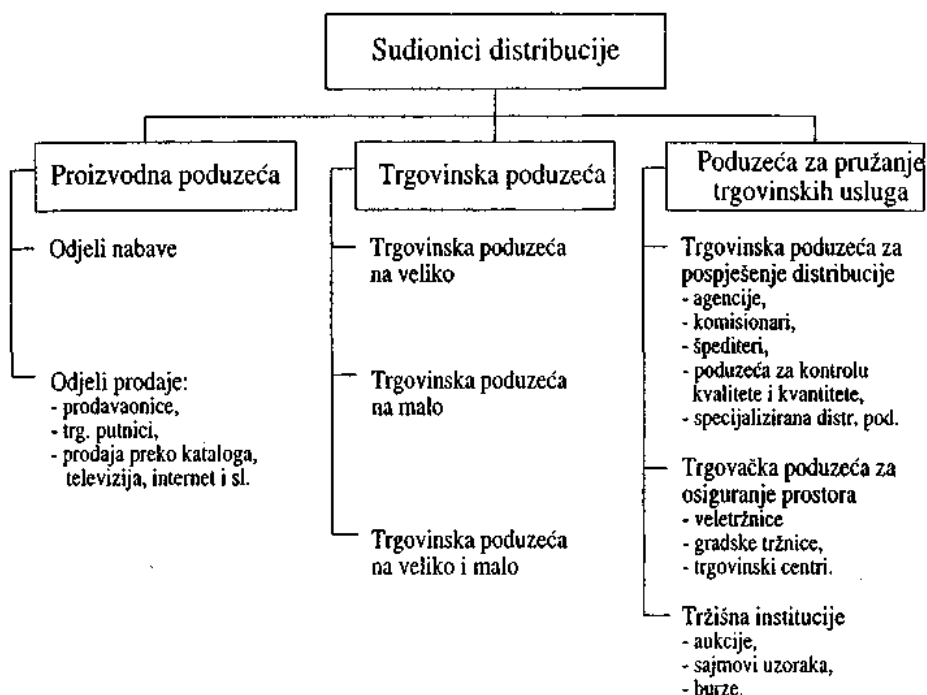 Sudionici distribucije
Proizvodna poduzeća
Odjeli nabave
Odjeli prodaje:
- prodavaonice,
- trg. putnici,
- prodaja preko kataloga,
televizija, internet i sl.
Trgovinska poduzeća
Trgovinska poduzeća
na veliko
Trgovinska poduzeća
na malo
Trgovinska poduzeća
na veliko i malo
Poduzeća za pružanje
trgovinskih usluga
Trgovinska poduzeća za
pospješenje distribucije
- agencije,
- komisionari,
- špediteri,
- poduzeća za kontrolu
kvalitete i kvantitete,
- specijalizirana distr. pod.
Trgovačka poduzeća za
osiguranje prostora
- veletržnice
- gradske tržnice,
- trgovinski centri.
Tržišna institucije
- aukcije,
- sajmovi uzoraka,
- burze.